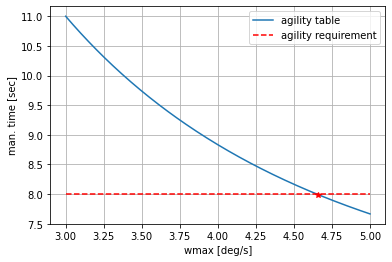 11.0
10.5
10.0
9.5
9.0
8.5
8.0
7.5
man. time [sec]
agility table
agility requirement
3.00 3.25 3.50 3.75 4.00 4.25 4.50 4.75 5.00
wmax [deg/s]